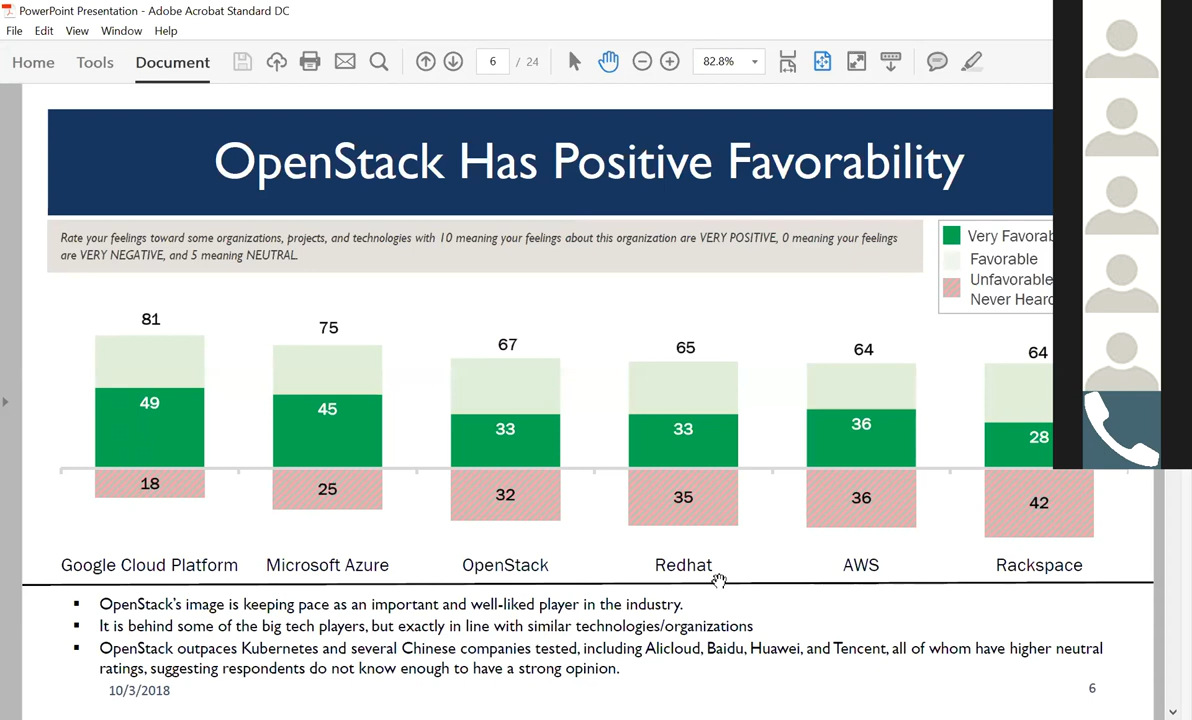 PowerPoint Presentation - Adobe Acrobat Standard DC
File Edit View Window Help
Home Tools Document 6 / 24 82.8%
OpenStack Has Positive Favorability
Rate your feelings toward some organizations, projects, and technologies with 10 meaning your feelings about this organization are VERY POSITIVE, 0 meaning your feelings
are VERY NEGATIVE, and 5 meaning NEUTRAL.
Very
Favorable
Unfavorable
Never
81 75 67 65 64 64
49 45 33 33 36 28
18 25 32 35 36 42
Google Cloud Platform Microsoft Azure OpenStack Redhat AWS Rackspace
▪ OpenStack's image is keeping pace as an important and well-liked player in the industry.
▪ It is behind some of the big tech players, but exactly in line with similar technologies/organizations
▪ OpenStack outpaces Kubernetes and several Chinese companies tested, including Alicloud, Baidu, Huawei, and Tencent, all of whom have higher neutral
ratings, suggesting respondents do not know enough to have a strong opinion.
10/3/2018 6